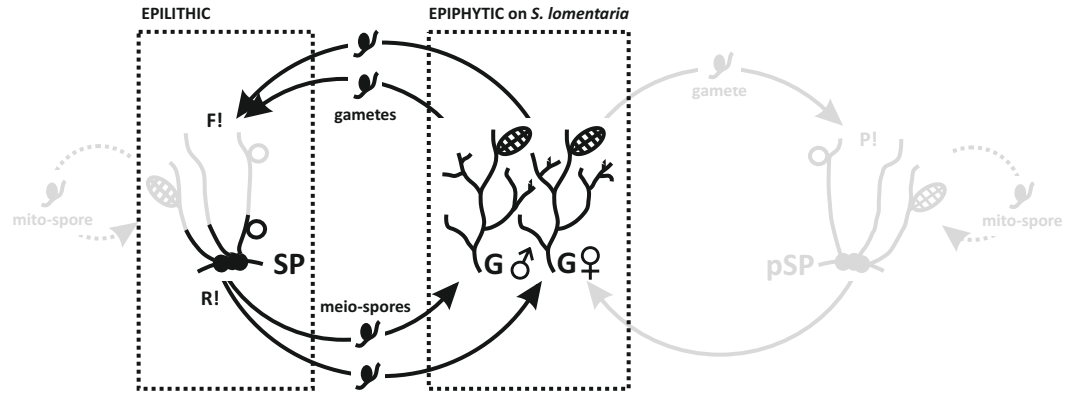 EPILITHIC
EPIPHYTIC on S. lomentaria
gametes
gamete
F!
P!
mito-spore
mito-spore
SP
G ♂ G ♀
pSP
R!
meio-spores